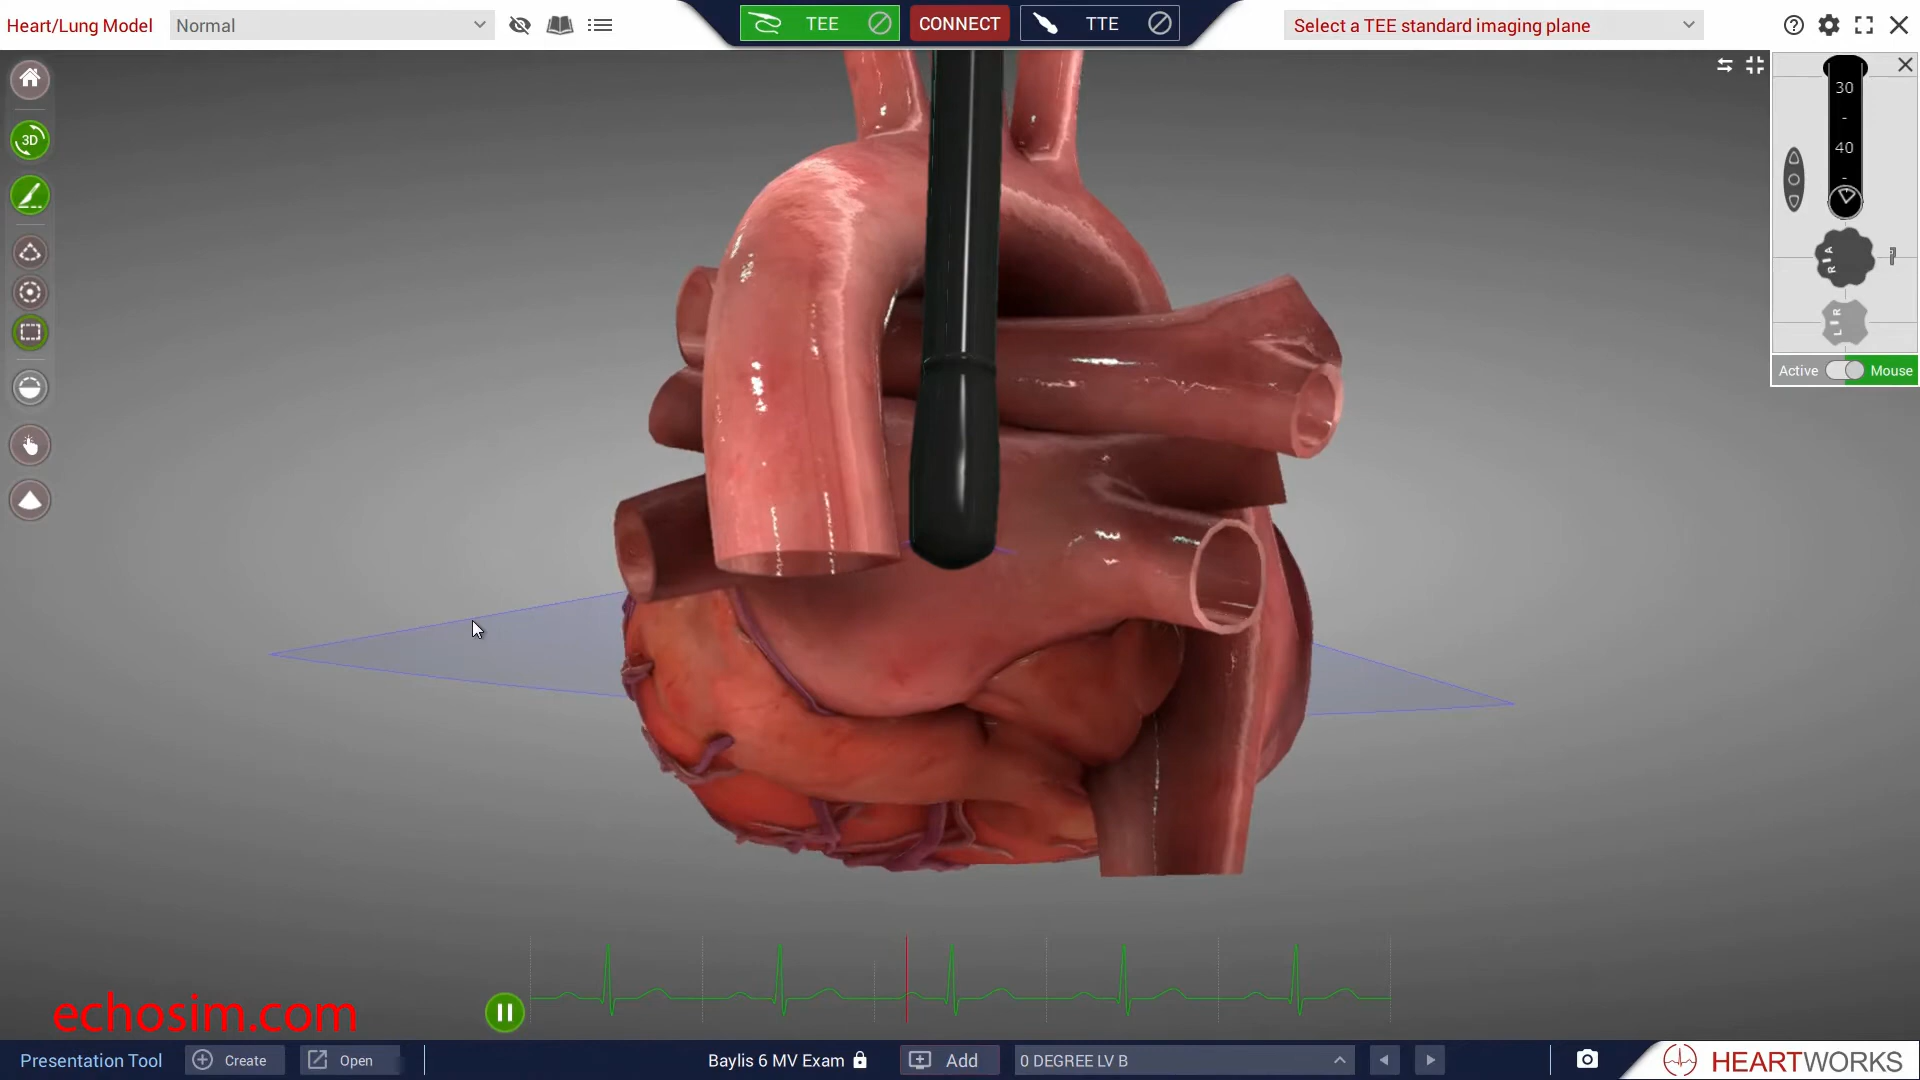 Heart/Lung Model
Normal
TEE
CONNECT
TTE
Select a TEE standard imaging plane
3D
30
-
40
-
A
R
L
R
Active
Mouse
echosim.com
Presentation Tool
Create
Open
Baylis 6 MV Exam
Add
0 DEGREE LV B
HEARTWORKS